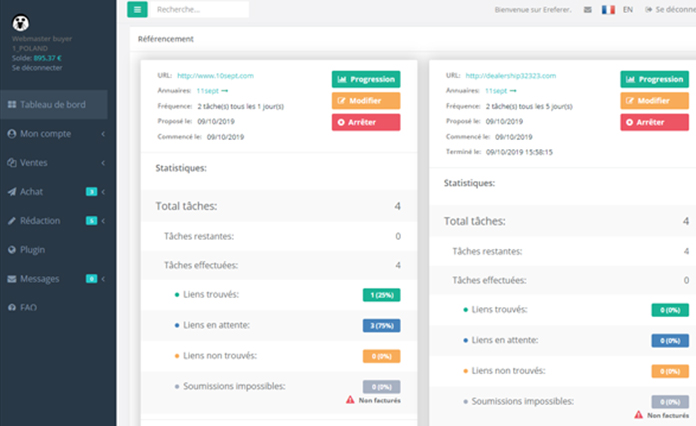 Recherche...
Bienvenue sur Ereferer.
EN
Se déconne
Webmaster buyer
1_POLAND
Solde: 895.37 €
Se déconnecter
Tableau de bord
Mon compte
Ventes
Achat 3
Rédaction 5
Plugin
Messages 0
FAQ
Référencement
URL: http://www.10sept.com
Annuaires: 11sept →
Fréquence: 2 tâche(s) tous les 1 jour(s)
Proposé le: 09/10/2019
Commencé le: 09/10/2019
Progression
Modifier
Arrêter
Statistiques:
Total tâches: 4
Tâches restantes: 0
Tâches effectuées: 4
Liens trouvés: 1 (25%)
Liens en attente: 3 (75%)
Liens non trouvés: 0 (0%)
Soumissions impossibles: 0 (0%)
Non facturés
URL: http://dealership32323.com
Annuaires: 11sept →
Fréquence: 2 tâche(s) tous les 5 jour(s)
Proposé le: 09/10/2019
Commencé le: 09/10/2019
Terminé le: 09/10/2019 15:58:15
Progression
Modifier
Arrêter
Statistiques:
Total tâches: 4
Tâches restantes: 4
Tâches effectuées: 0
Liens trouvés: 0 (0%)
Liens en attente: 0 (0%)
Liens non trouvés: 0 (0%)
Soumissions impossibles: 0 (0%)
Non facturés